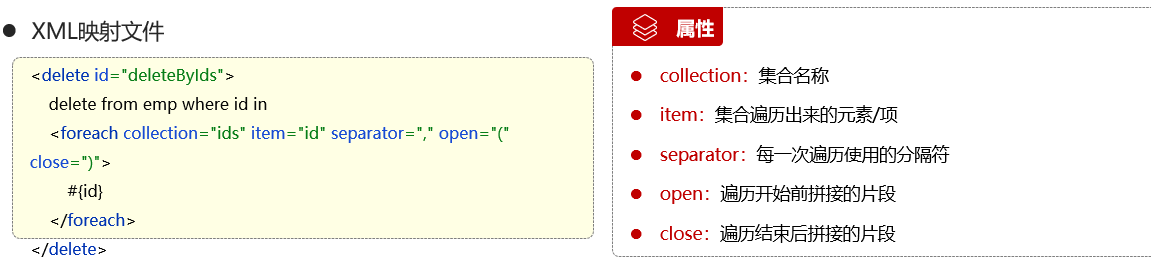 XML映射文件
<delete id="deleteByIds">
delete from emp where id in
<foreach collection="ids" item="id" separator="," open="("
close=")">
#{id}
</foreach>
</delete>
属性
collection：集合名称
item：集合遍历出来的元素/项
separator：每一次遍历使用的分隔符
open：遍历开始前拼接的片段
close：遍历结束后拼接的片段